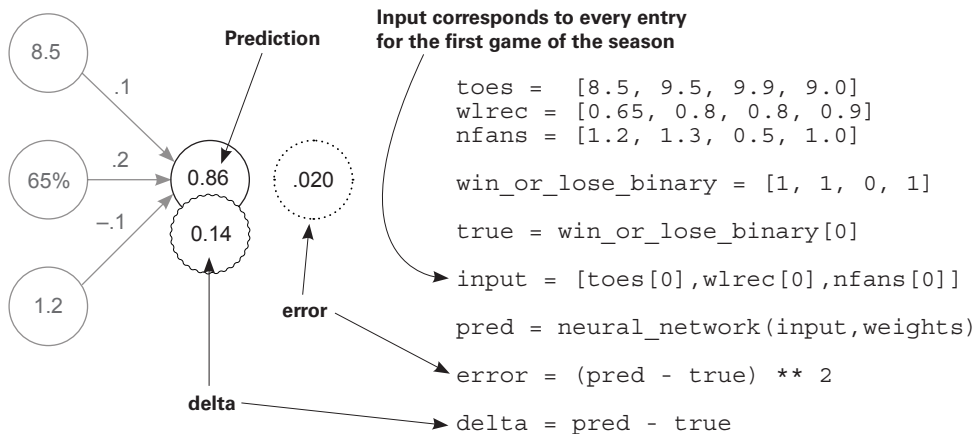 Input corresponds to every entry
for the first game of the season
Prediction
8.5
.1
65%
.2
1.2
–.1
0.86
0.14
.020
error
delta
toes =  [8.5, 9.5, 9.9, 9.0]
wlrec = [0.65, 0.8, 0.8, 0.9]
nfans = [1.2, 1.3, 0.5, 1.0]
win_or_lose_binary = [1, 1, 0, 1]
true = win_or_lose_binary[0]
input = [toes[0],wlrec[0],nfans[0]]
pred = neural_network(input,weights)
error = (pred - true) ** 2
delta = pred - true